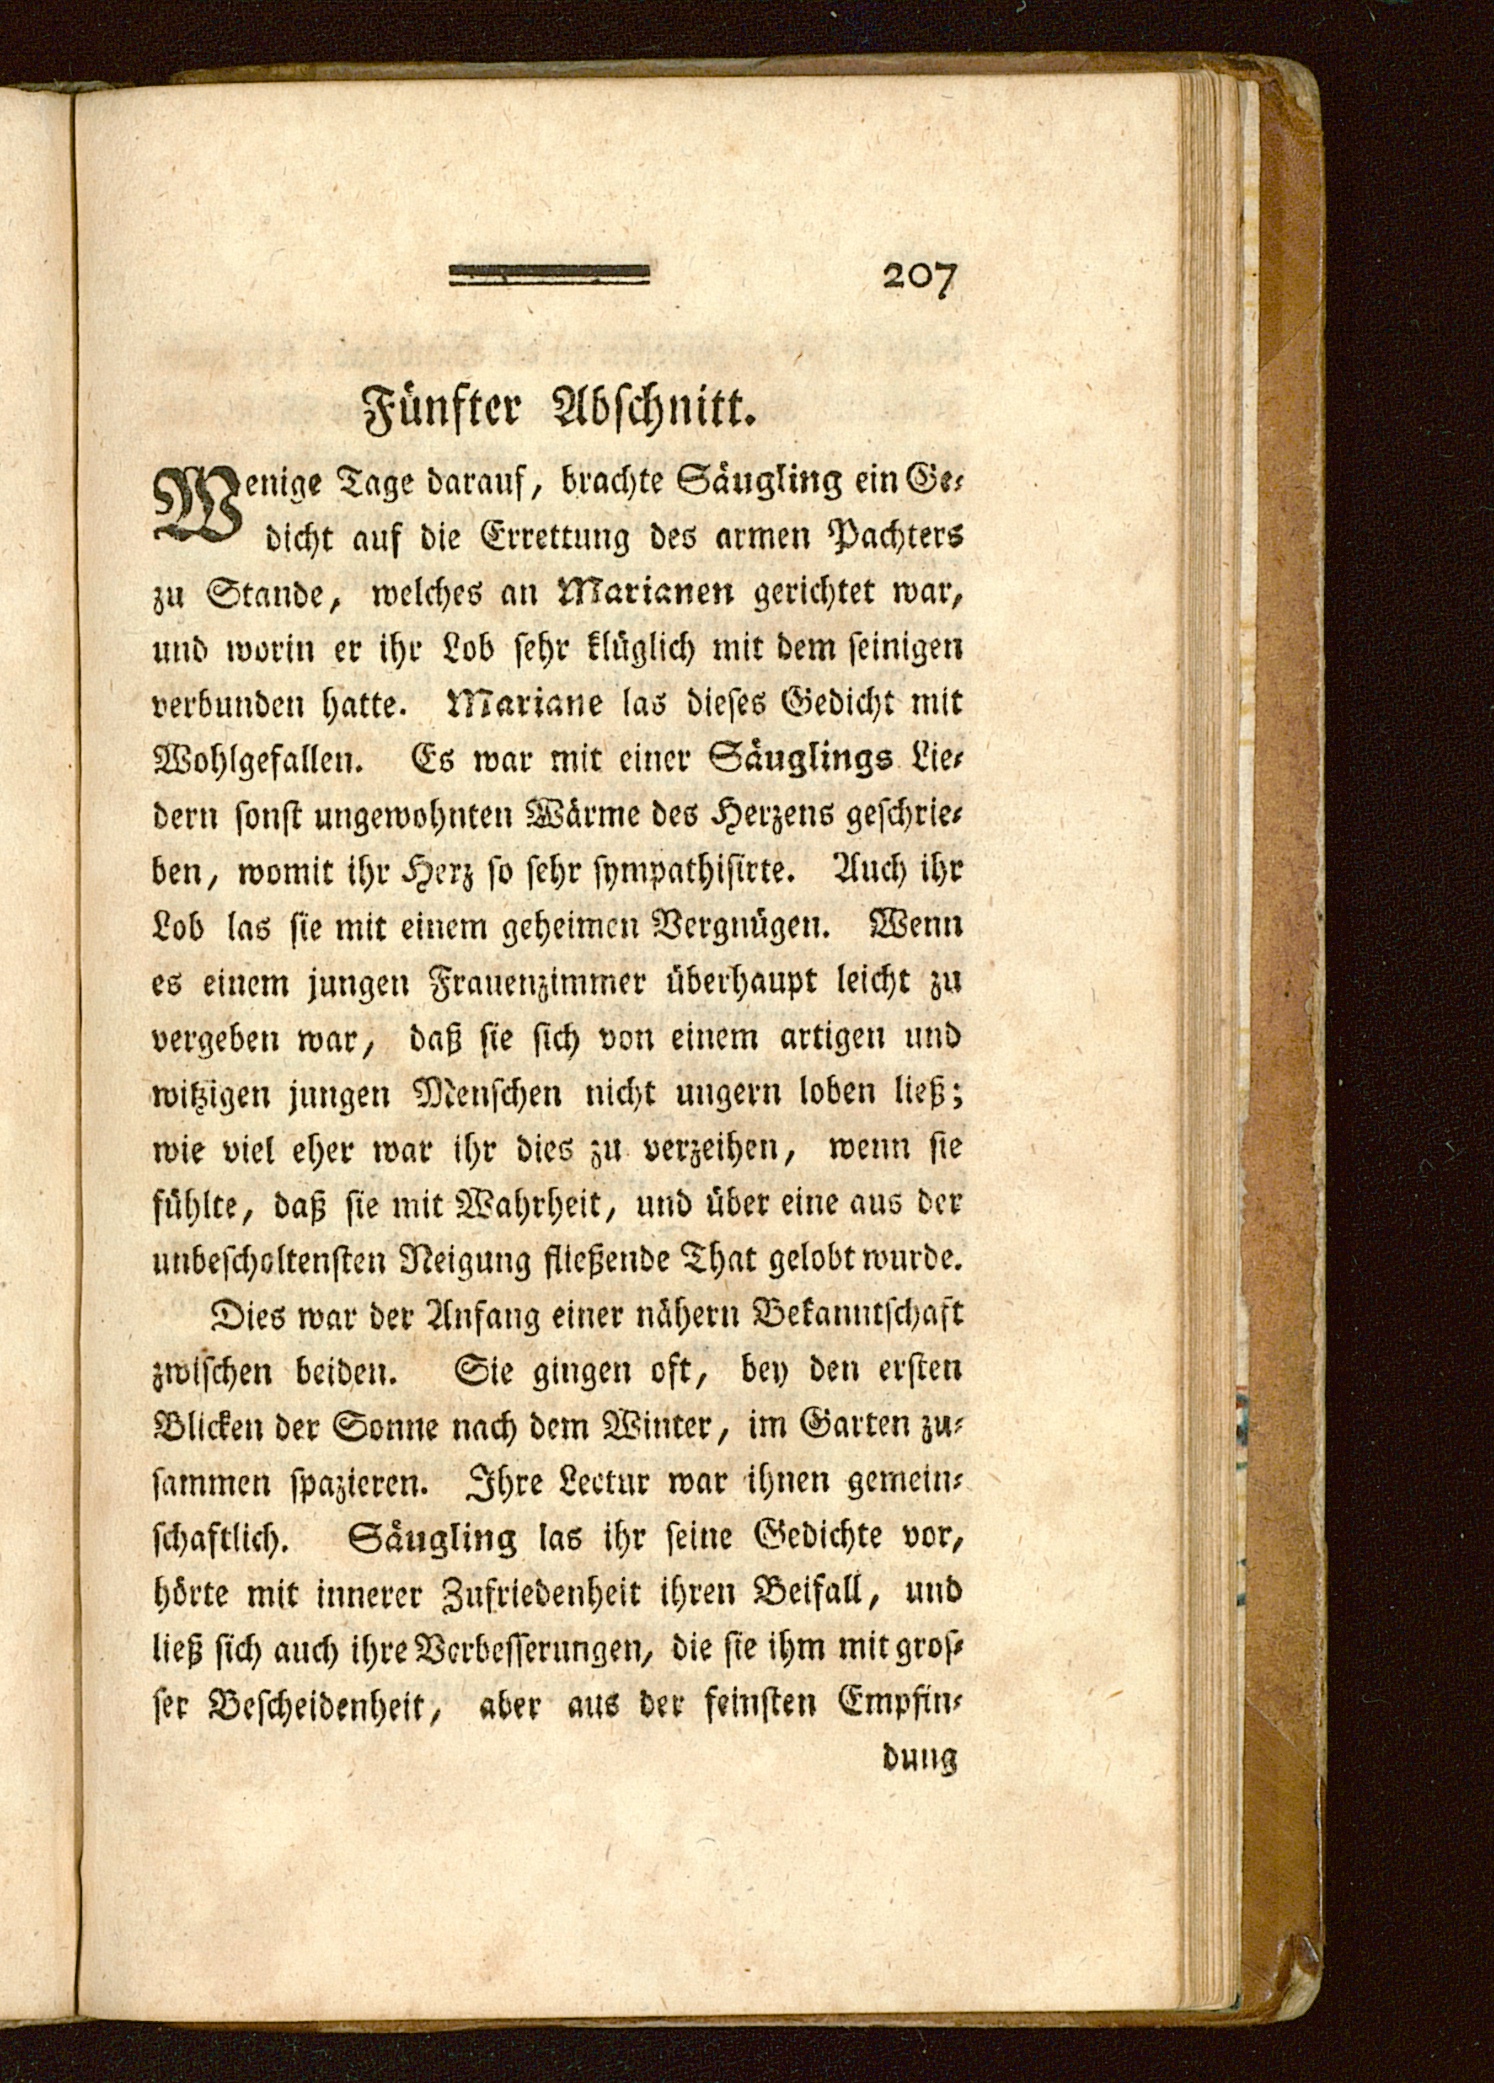 207
Fünfter Abschnitt.
Wenige Tage darauf, brachte Säugling ein Ge-
dicht auf die Errettung des armen Pachters
zu Stande, welches an Marianen gerichtet war,
und worin er ihr Lob sehr klüglich mit dem seinigen
verbunden hatte. Mariane las dieses Gedicht mit
Wohlgefallen. Es war mit einer Säuglings Lie-
dern sonst ungewohnten Wärme des Herzens geschrie-
ben, womit ihr Herz so sehr sympathisirte. Auch ihr
Lob las sie mit einem geheimen Vergnügen. Wenn
es einem jungen Frauenzimmer überhaupt leicht zu
vergeben war, daß sie sich von einem artigen und
witzigen jungen Menschen nicht ungern loben ließ;
wie viel eher war ihr dies zu verzeihen, wenn sie
fühlte, daß sie mit Wahrheit, und über eine aus der
unbescholtensten Neigung fließende That gelobt wurde.
Dies war der Anfang einer nähern Bekanntschaft
zwischen beiden. Sie gingen oft, bey den ersten
Blicken der Sonne nach dem Winter, im Garten zu-
sammen spazieren. Ihre Lectur war ihnen gemein-
schaftlich. Säugling las ihr seine Gedichte vor,
hörte mit innerer Zufriedenheit ihren Beifall, und
ließ sich auch ihre Verbesserungen, die sie ihm mit gros-
ser Bescheidenheit, aber aus der feinsten Empfin-
dung